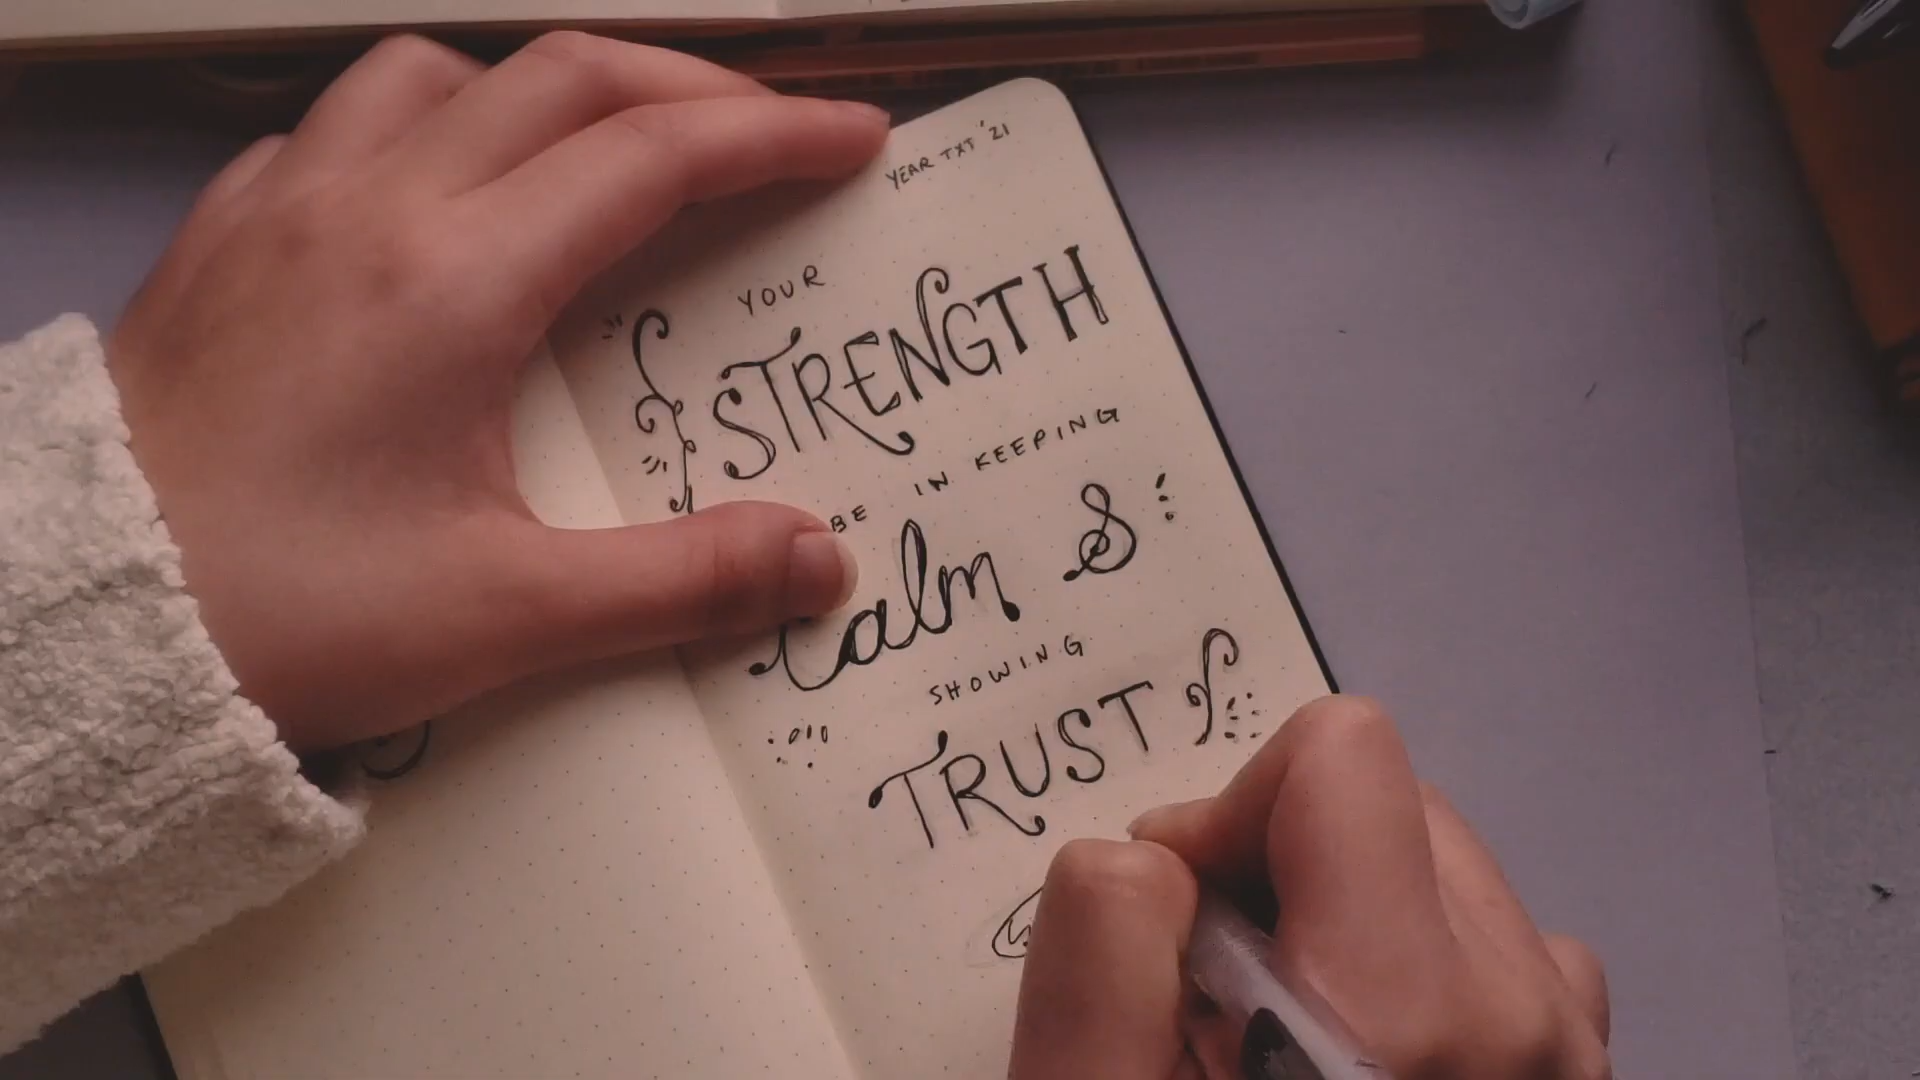 YEAR TXT '21
YOUR
STRENGTH
BE IN KEEPING
Calm &
SHOWING
TRUST